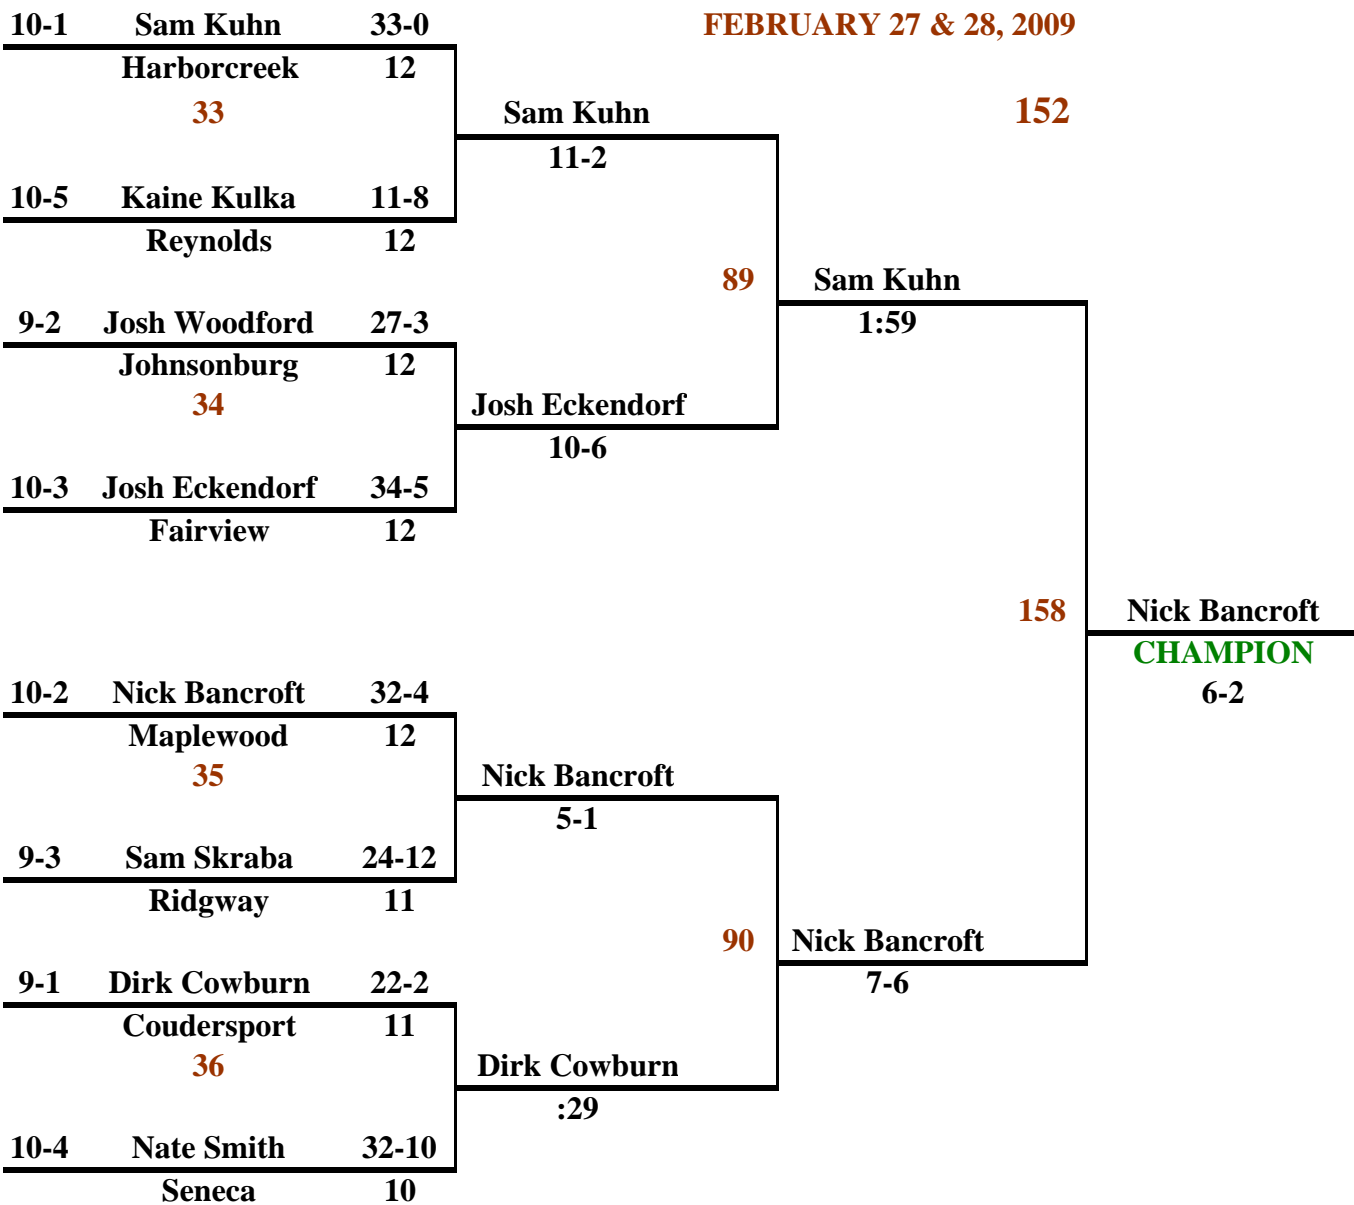 10-1 Sam Kuhn 33-0 FEBRUARY 27 & 28, 2009
Harborcreek 12
33 Sam Kuhn 152
11-2
10-5 Kaine Kulka 11-8
Reynolds 12
89 Sam Kuhn
9-2 Josh Woodford 27-3 1:59
Johnsonburg 12
34 Josh Eckendorf
10-6
10-3 Josh Eckendorf 34-5
Fairview 12
158 Nick Bancroft
CHAMPION
10-2 Nick Bancroft 32-4 6-2
Maplewood 12
35 Nick Bancroft
5-1
9-3 Sam Skraba 24-12
Ridgway 11
90 Nick Bancroft
9-1 Dirk Cowburn 22-2 7-6
Coudersport 11
36 Dirk Cowburn
:29
10-4 Nate Smith 32-10
Seneca 10